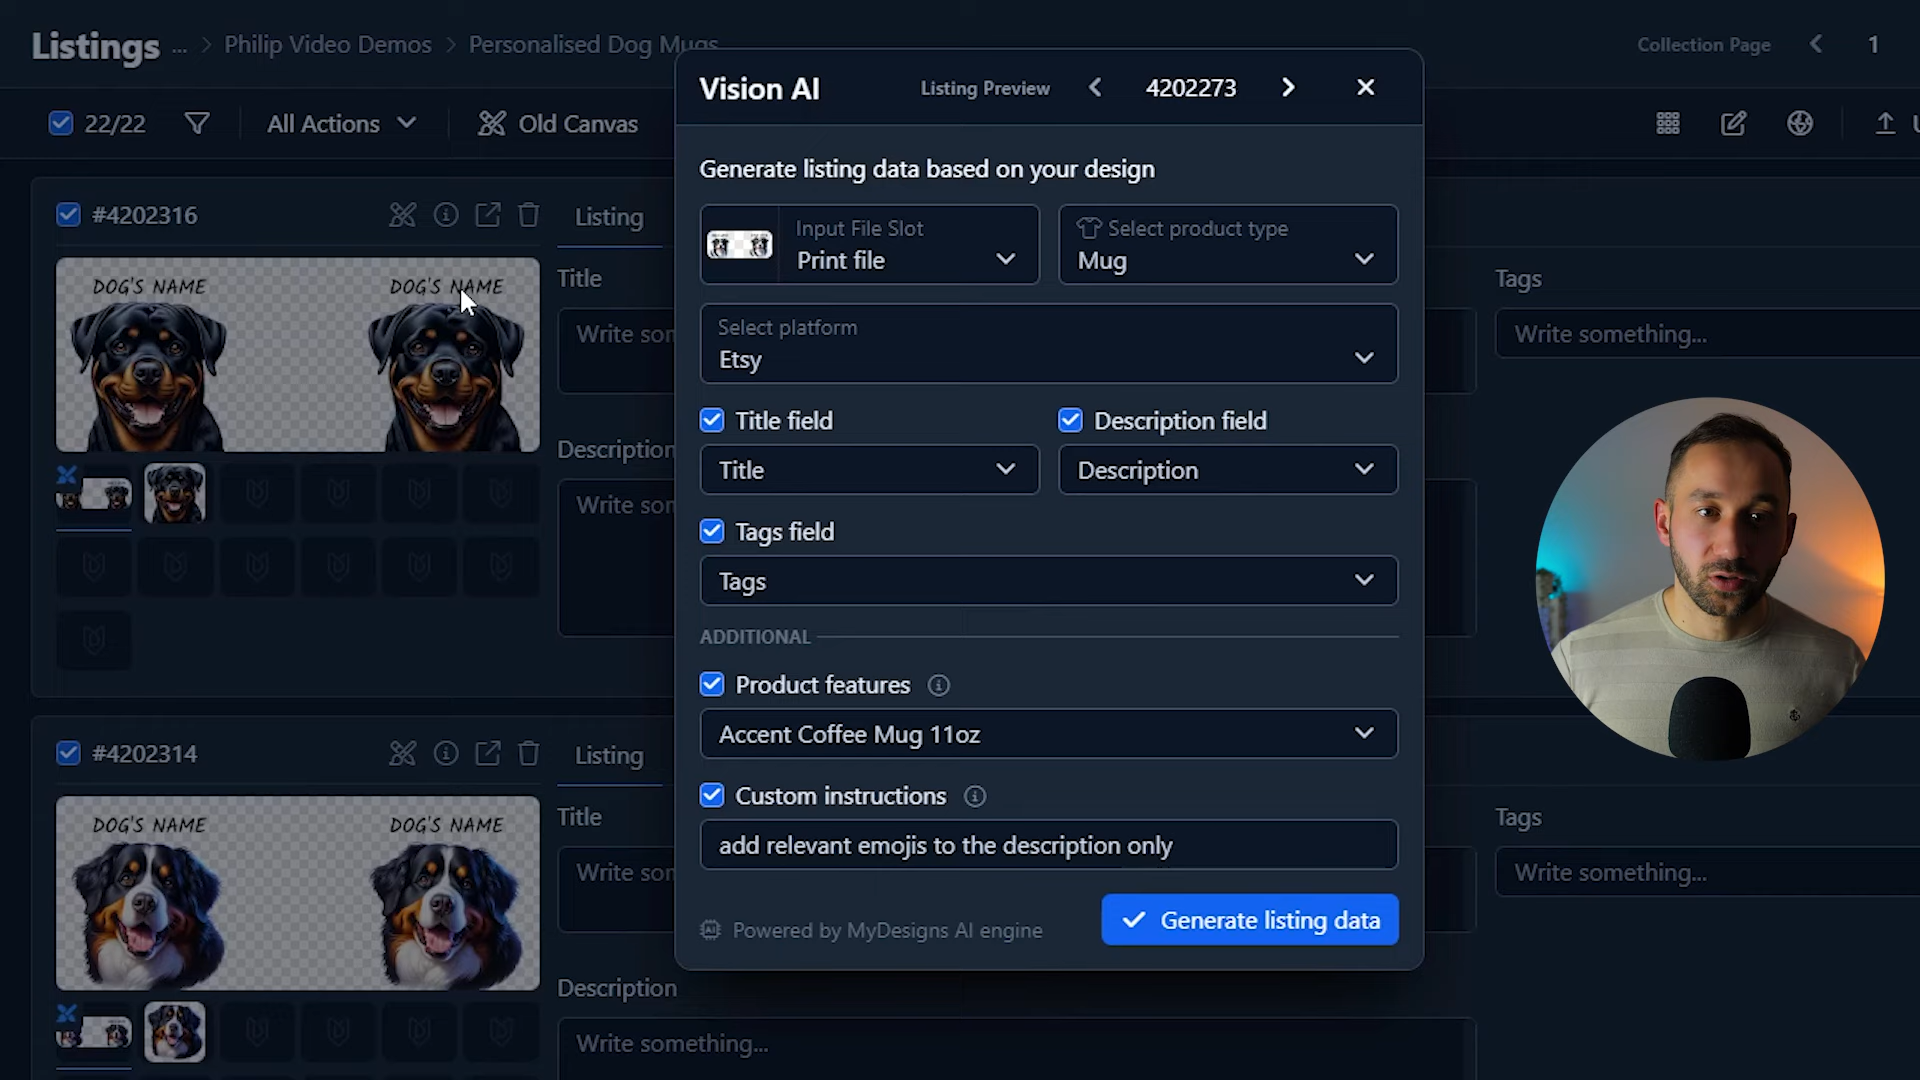 Listings ... > Philip Video Demos > Personalised Dog Mugs
Collection Page 1
22/22 All Actions Old Canvas
Vision AI Listing Preview 4202273
Generate listing data based on your design
Input File Slot
Print file
Select product type
Mug
Select platform
Etsy
Title field
Title
Description field
Description
Tags field
Tags
ADDITIONAL
Product features
Accent Coffee Mug 11oz
Custom instructions
add relevant emojis to the description only
Powered by MyDesigns AI engine
Generate listing data
#4202316
DOG'S NAME DOG'S NAME
Listing
Title
Write som
Description
Write som
Tags
Write something...
#4202314
DOG'S NAME DOG'S NAME
Listing
Title
Write som
Description
Write something...
Tags
Write something...